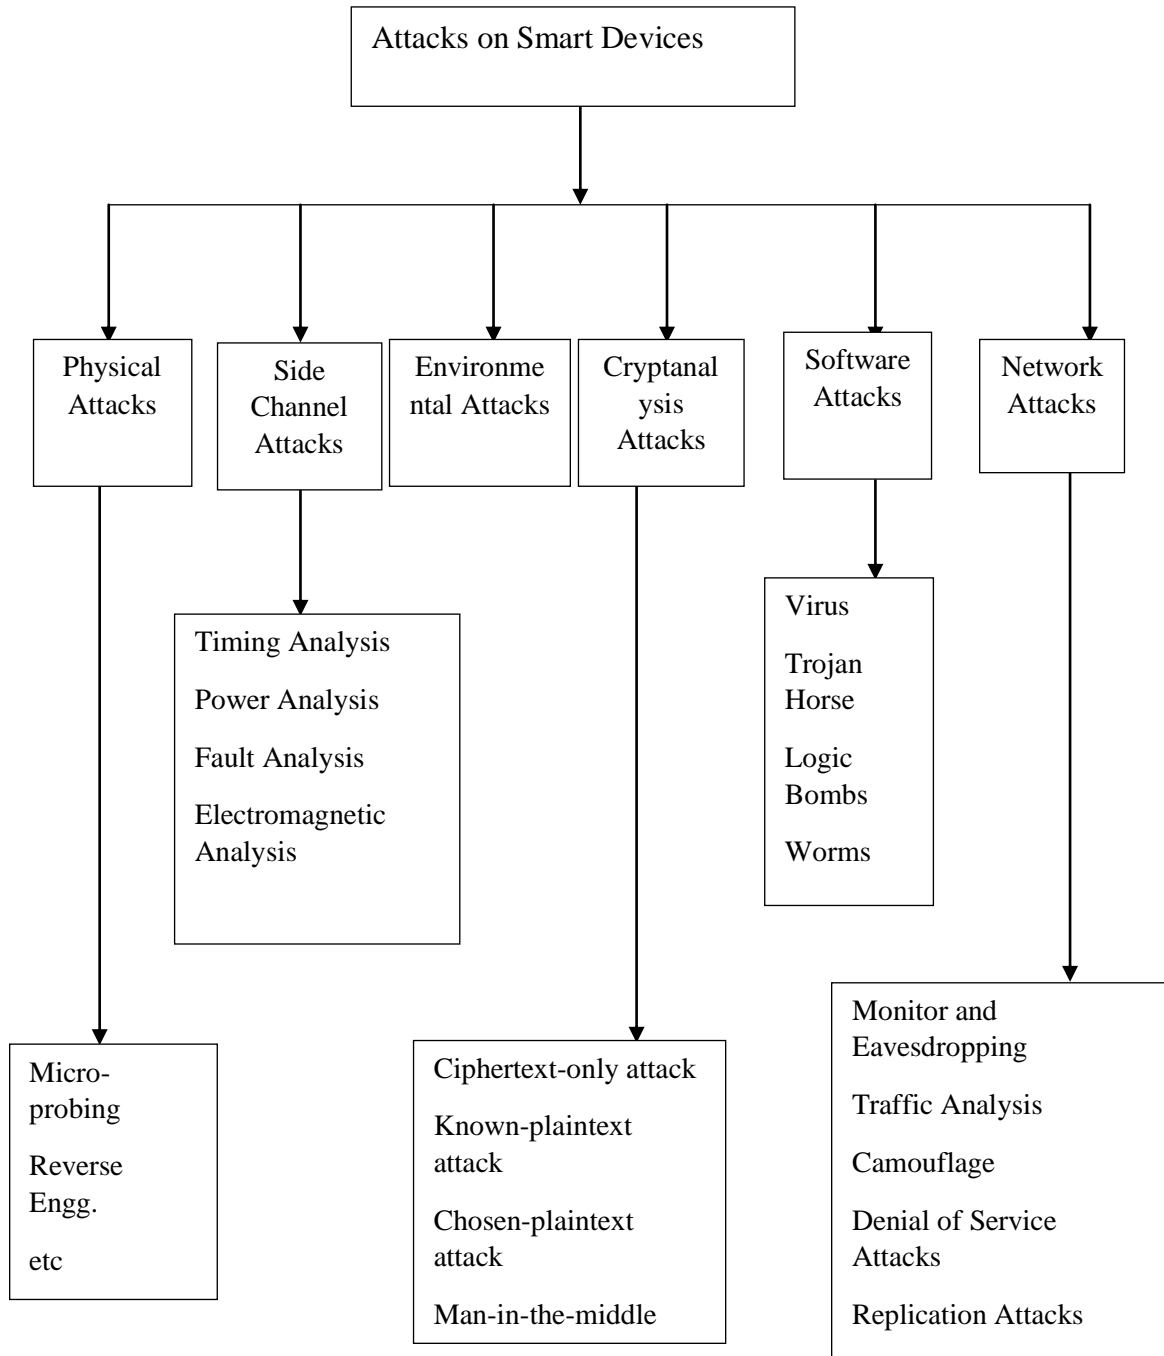 Attacks on Smart Devices
Physical
Attacks
Side
Channel
Attacks
Environme
ntal Attacks
Cryptanal
ysis
Attacks
Software
Attacks
Network
Attacks
Timing Analysis
Power Analysis
Fault Analysis
Electromagnetic
Analysis
Virus
Trojan
Horse
Logic
Bombs
Worms
Micro-
probing
Reverse
Engg.
etc
Ciphertext-only attack
Known-plaintext
attack
Chosen-plaintext
attack
Man-in-the-middle
Monitor and
Eavesdropping
Traffic Analysis
Camouflage
Denial of Service
Attacks
Replication Attacks